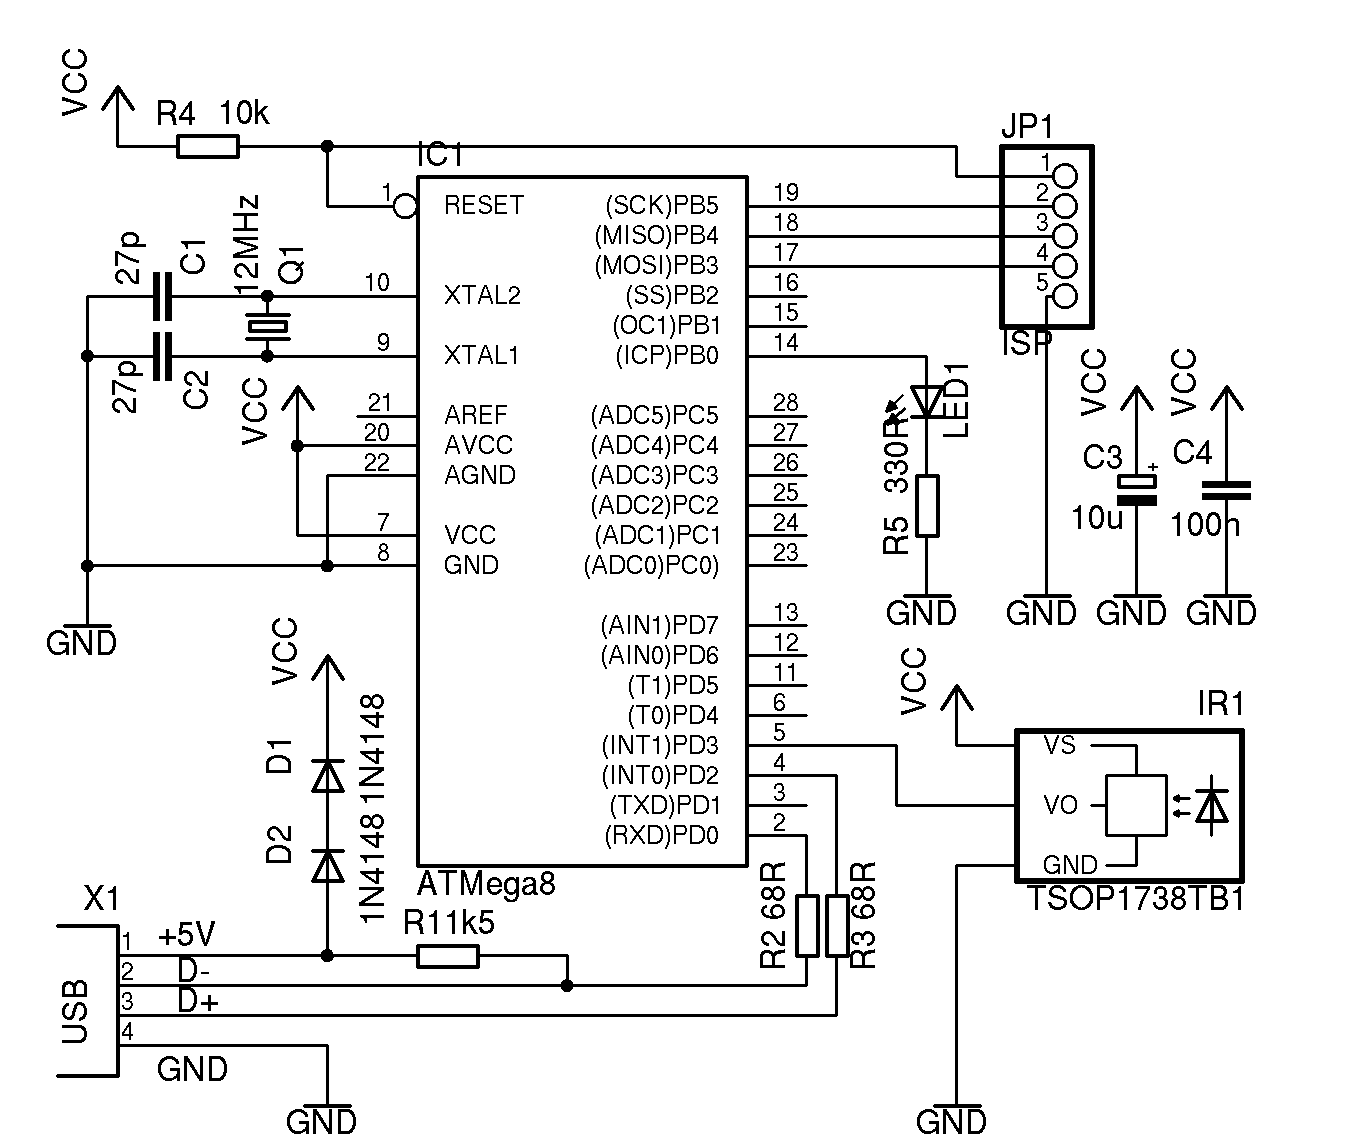 VCC
R4 10k
IC1
JP1
1
2
3
4
5
ISP
27p
C1
12MHz
Q1
27p
C2
VCC
1 RESET
10 XTAL2
9 XTAL1
21 AREF
20 AVCC
22 AGND
7 VCC
8 GND
(SCK)PB5 19
(MISO)PB4 18
(MOSI)PB3 17
(SS)PB2 16
(OC1)PB1 15
(ICP)PB0 14
(ADC5)PC5 28
(ADC4)PC4 27
(ADC3)PC3 26
(ADC2)PC2 25
(ADC1)PC1 24
(ADC0)PC0) 23
(AIN1)PD7 13
(AIN0)PD6 12
(T1)PD5 11
(T0)PD4 6
(INT1)PD3 5
(INT0)PD2 4
(TXD)PD1 3
(RXD)PD0 2
ATMega8
GND
LED1
R5 330R
GND
GND
VCC
C3
+
10u
GND
VCC
C4
100n
GND
VCC
D1
1N4148
D2
1N4148
VCC
IR1
VS
VO
GND
TSOP1738TB1
GND
R11k5
R2 68R
R3 68R
X1
USB
1 +5V
2 D-
3 D+
4 GND
GND